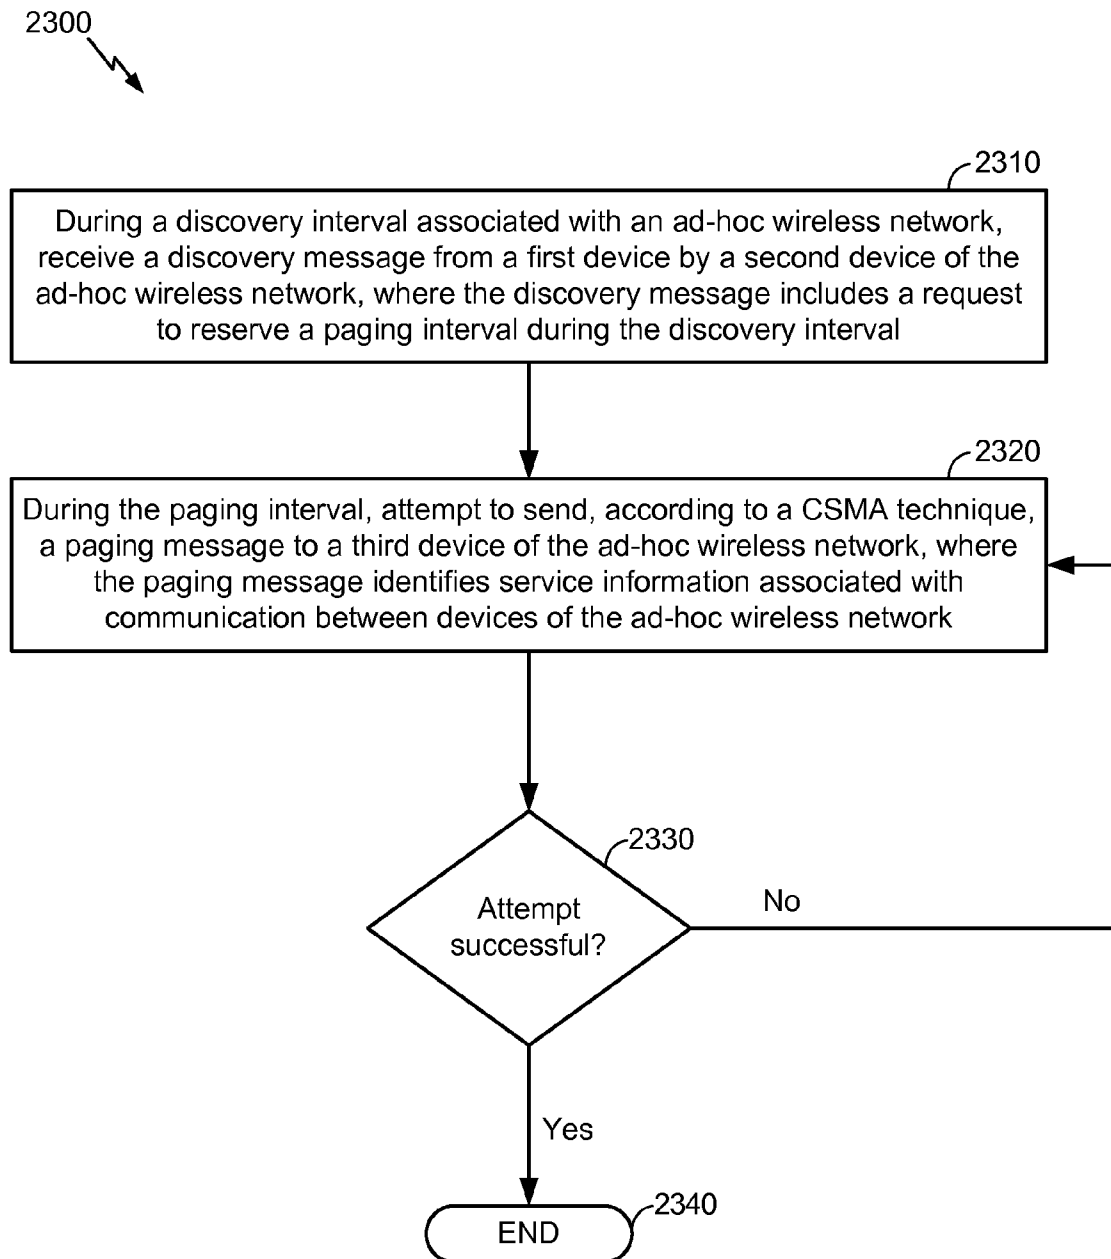 2300
2310
During a discovery interval associated with an ad-hoc wireless network,
receive a discovery message from a first device by a second device of the
ad-hoc wireless network, where the discovery message includes a request
to reserve a paging interval during the discovery interval
2320
During the paging interval, attempt to send, according to a CSMA technique,
a paging message to a third device of the ad-hoc wireless network, where
the paging message identifies service information associated with
communication between devices of the ad-hoc wireless network
2330
Attempt
successful?
No
Yes
2340
END